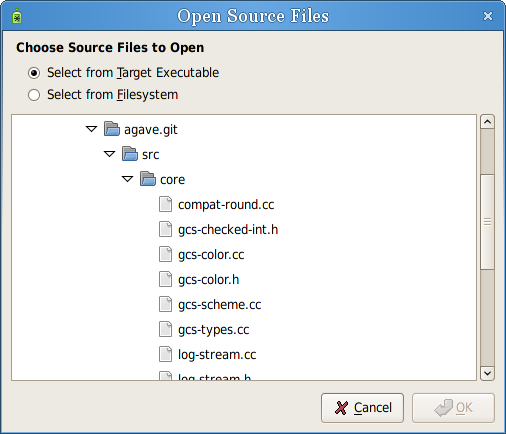 Open Source Files
Choose Source Files to Open
Select from Target Executable
Select from Filesystem
agave.git
src
core
compat-round.cc
gcs-checked-int.h
gcs-color.cc
gcs-color.h
gcs-scheme.cc
gcs-types.cc
log-stream.cc
log-stream.h
Cancel
OK